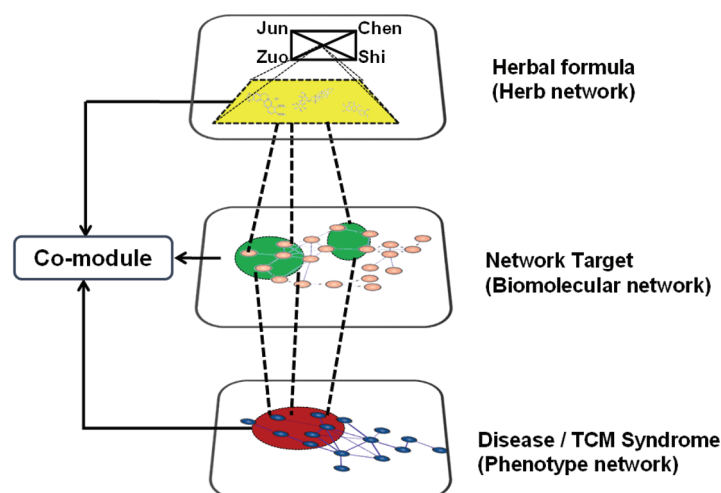 Jun Chen
Zuo Shi
Herbal formula
(Herb network)
Co-module
Network Target
(Biomolecular network)
Disease / TCM Syndrome
(Phenotype network)